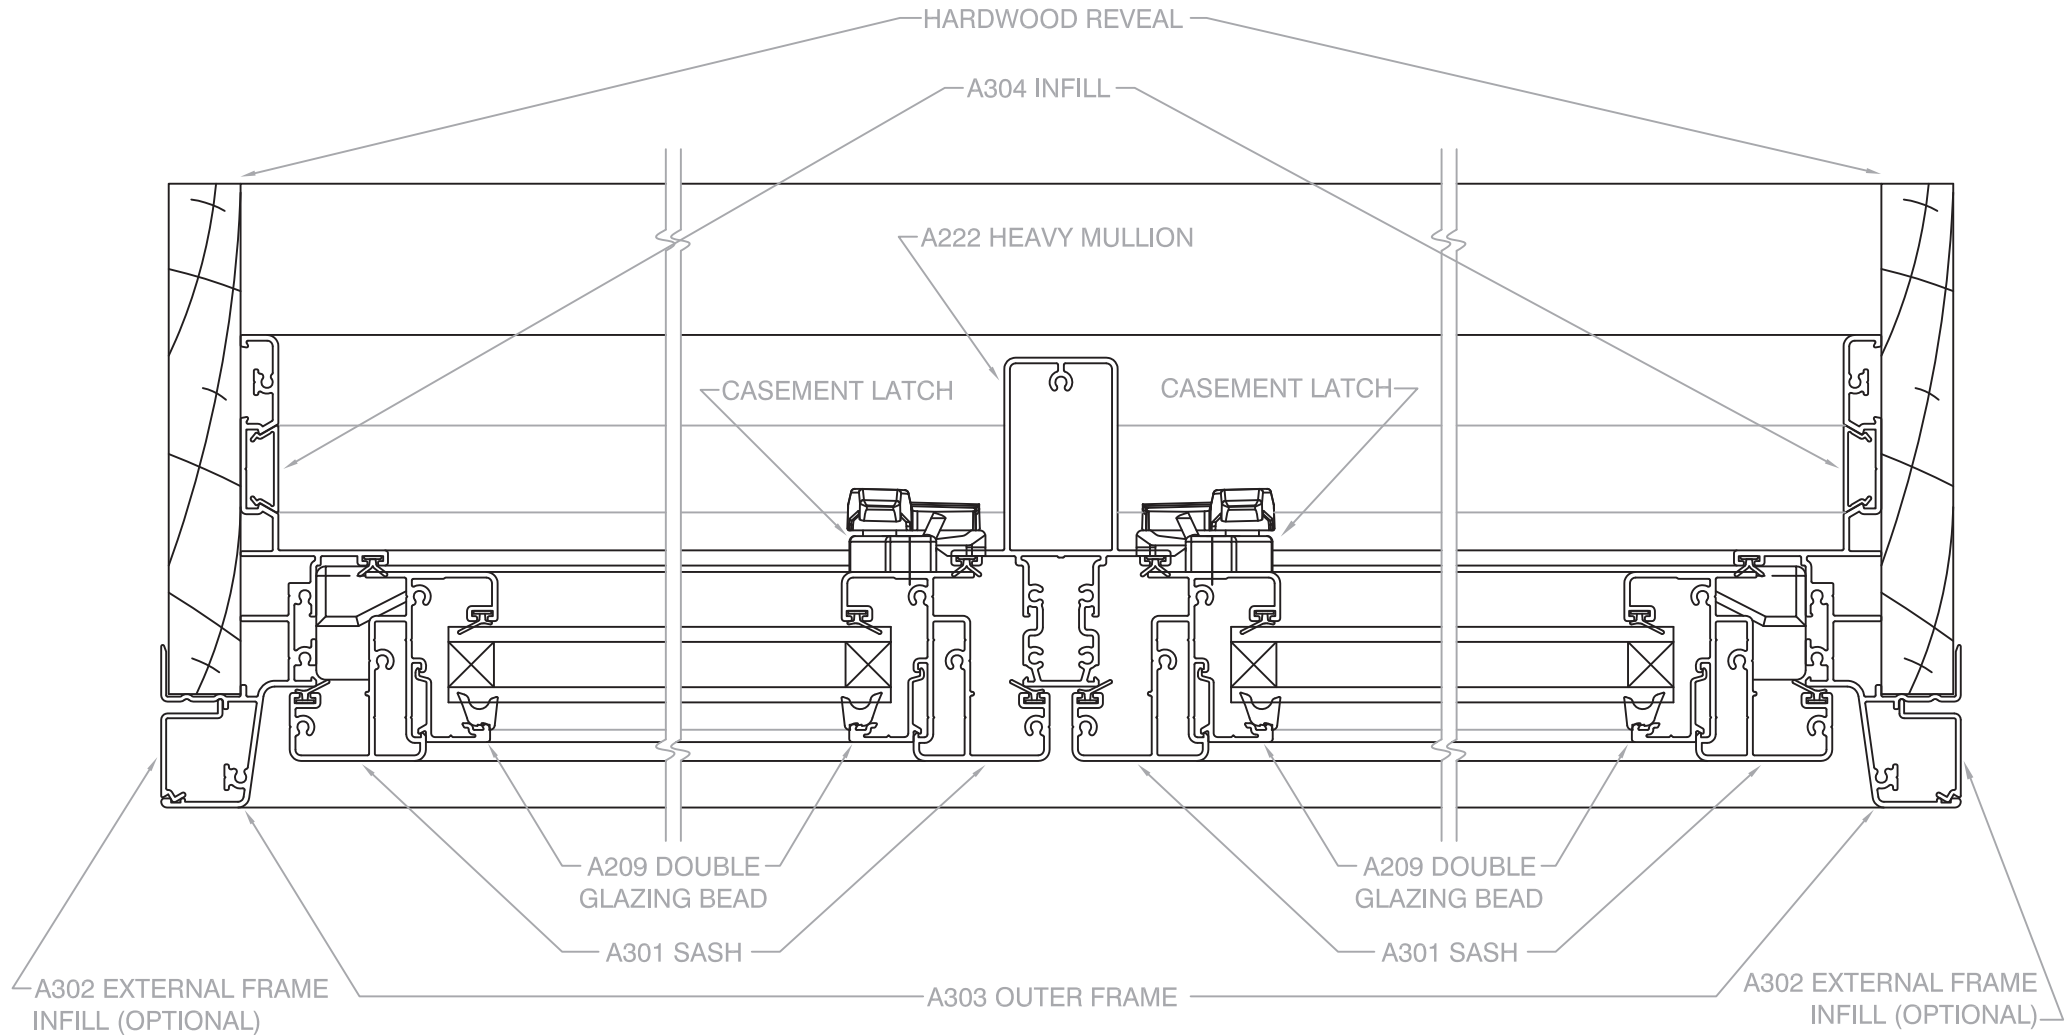 HARDWOOD REVEAL
A304 INFILL
A222 HEAVY MULLION
CASEMENT LATCH
CASEMENT LATCH
A209 DOUBLE
GLAZING BEAD
A209 DOUBLE
GLAZING BEAD
A301 SASH
A301 SASH
A302 EXTERNAL FRAME
INFILL (OPTIONAL)
A303 OUTER FRAME
A302 EXTERNAL FRAME
INFILL (OPTIONAL)